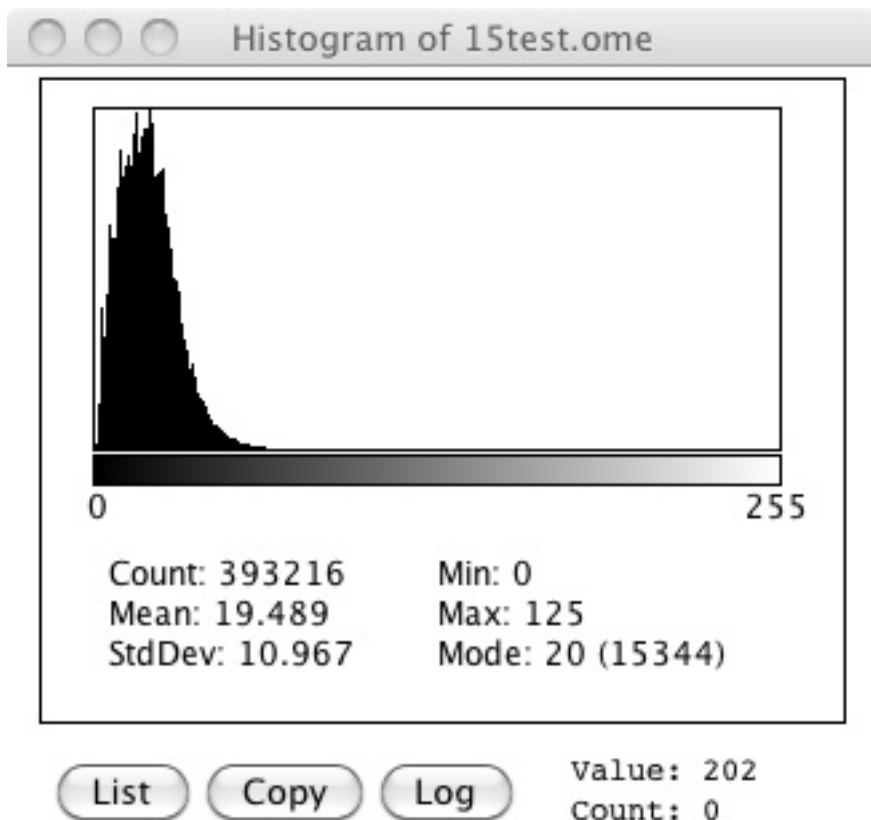 Histogram of 15test.ome
0 255
Count: 393216 Min: 0
Mean: 19.489 Max: 125
StdDev: 10.967 Mode: 20 (15344)
List Copy Log Value: 202
Count: 0